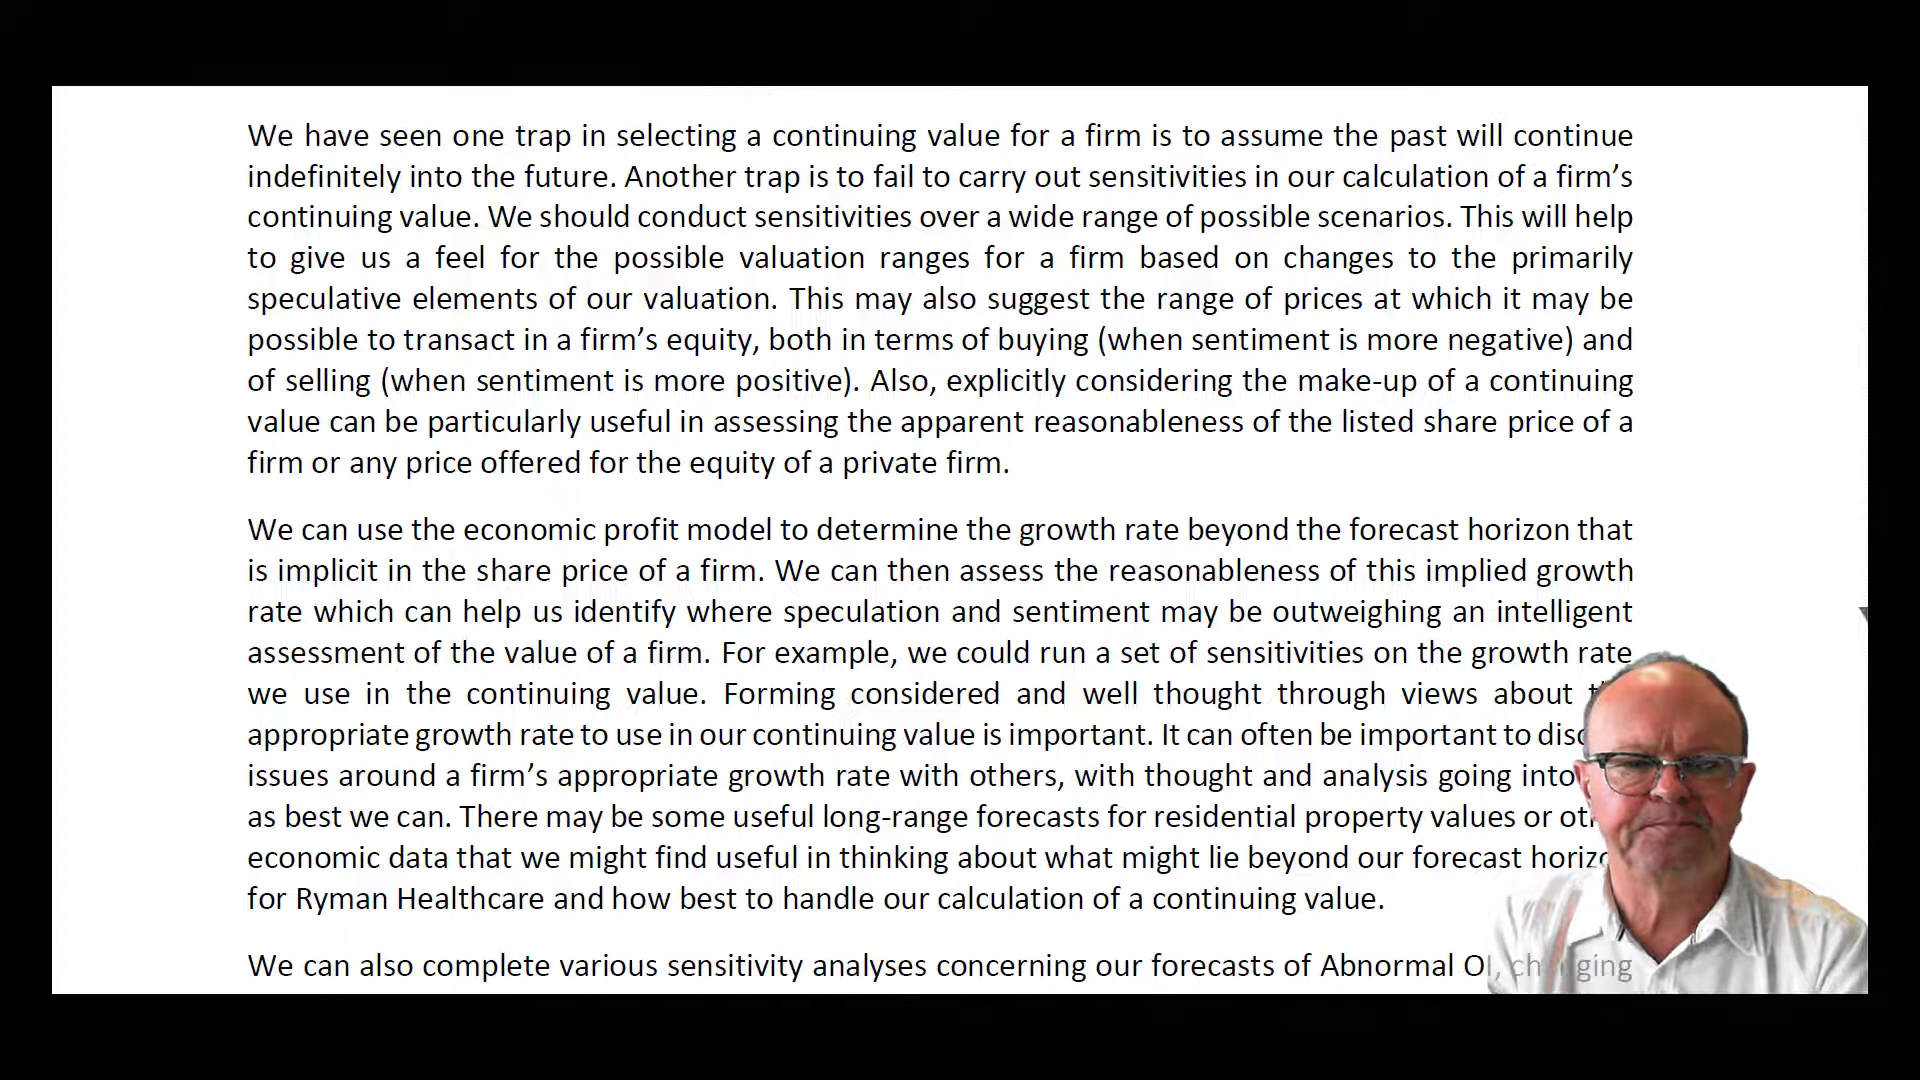 We have seen one trap in selecting a continuing value for a firm is to assume the past will continue
indefinitely into the future. Another trap is to fail to carry out sensitivities in our calculation of a firm’s
continuing value. We should conduct sensitivities over a wide range of possible scenarios. This will help
to give us a feel for the possible valuation ranges for a firm based on changes to the primarily
speculative elements of our valuation. This may also suggest the range of prices at which it may be
possible to transact in a firm’s equity, both in terms of buying (when sentiment is more negative) and
of selling (when sentiment is more positive). Also, explicitly considering the make-up of a continuing
value can be particularly useful in assessing the apparent reasonableness of the listed share price of a
firm or any price offered for the equity of a private firm.
We can use the economic profit model to determine the growth rate beyond the forecast horizon that
is implicit in the share price of a firm. We can then assess the reasonableness of this implied growth
rate which can help us identify where speculation and sentiment may be outweighing an intelligent
assessment of the value of a firm. For example, we could run a set of sensitivities on the growth rate
we use in the continuing value. Forming considered and well thought through views about
appropriate growth rate to use in our continuing value is important. It can often be important to
issues around a firm’s appropriate growth rate with others, with thought and analysis going into
as best we can. There may be some useful long-range forecasts for residential property values or
economic data that we might find useful in thinking about what might lie beyond our forecast
for Ryman Healthcare and how best to handle our calculation of a continuing value.
We can also complete various sensitivity analyses concerning our forecasts of Abnormal OI, changing